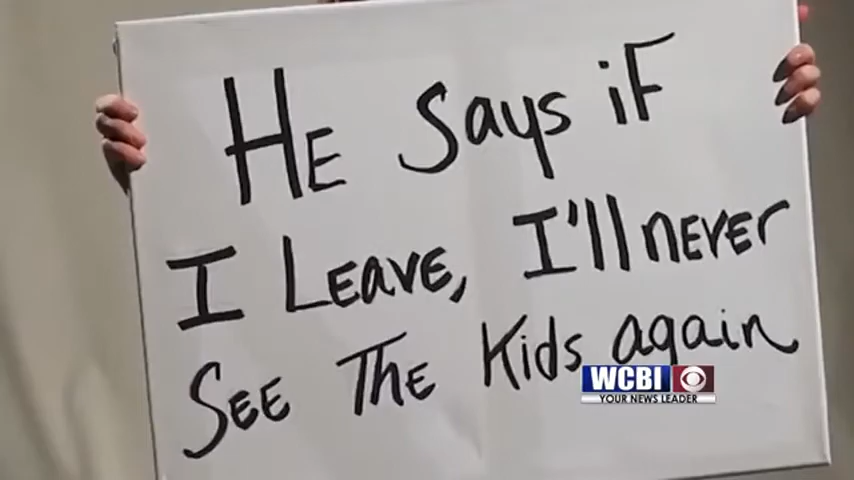 HE Says iF
I Leave, I'll never
See The Kids again
WCBI
YOUR NEWS LEADER